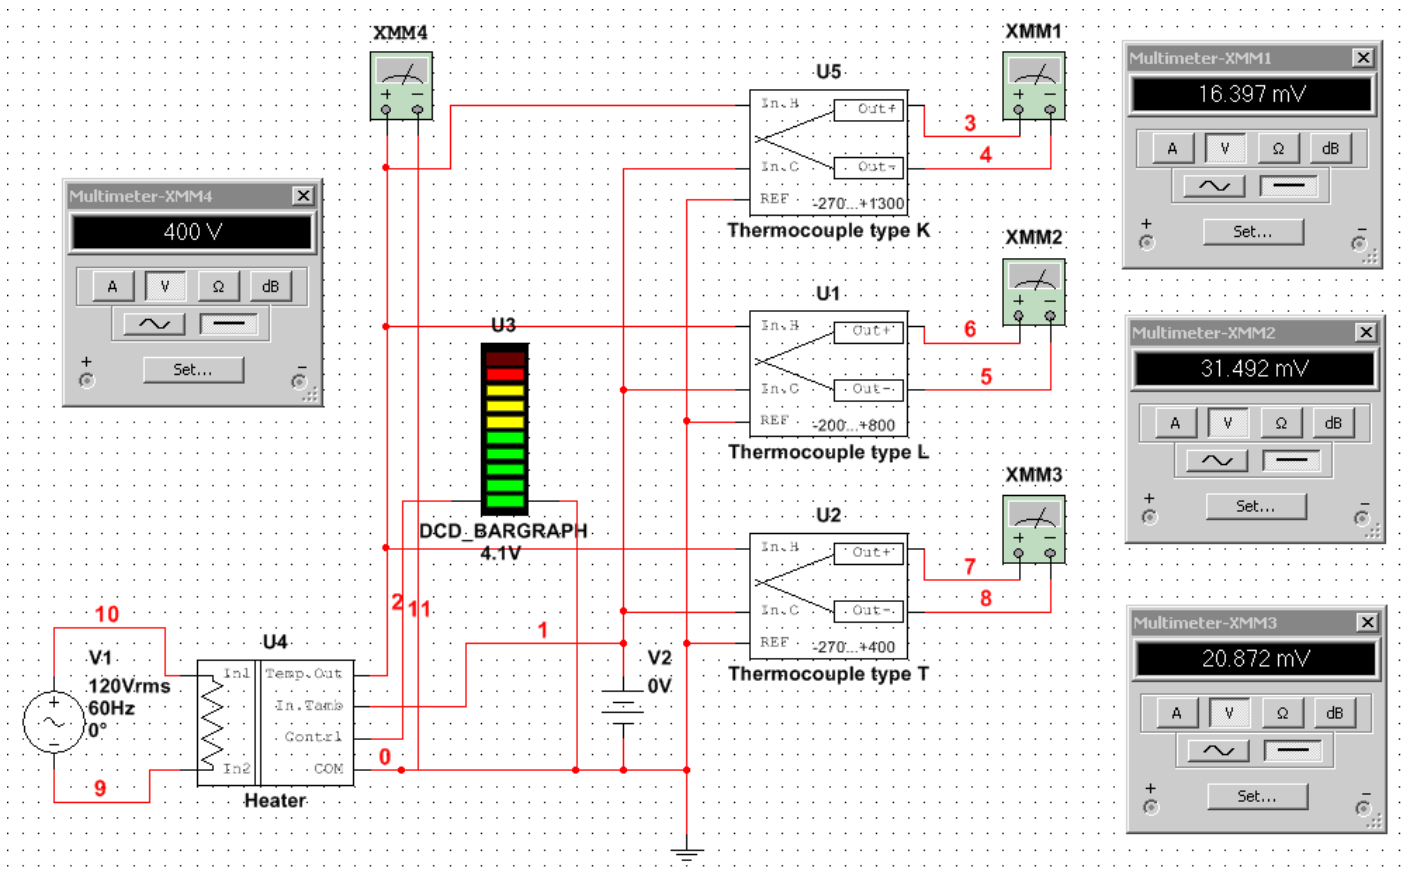 XMM4
+ −
Multimeter-XMM4
400 V
A V Ω dB
+ Set... −
U3
DCD_BARGRAPH
4.1V
2 11
10
V1
120Vrms
60Hz
0°
+
−
9
U4
In1 Temp.Out
In.Tamb
Contrl
In2 COM
Heater
0
1
V2
0V
U5
In.H Out+
In.C Out-
REF -270...+1300
Thermocouple type K
3
4
XMM1
+ −
U1
In.H Out+
In.C Out-
REF -200...+800
Thermocouple type L
6
5
XMM2
+ −
U2
In.H Out+
In.C Out-
REF -270...+400
Thermocouple type T
7
8
XMM3
+ −
Multimeter-XMM1
16.397 mV
A V Ω dB
+ Set... −
Multimeter-XMM2
31.492 mV
A V Ω dB
+ Set... −
Multimeter-XMM3
20.872 mV
A V Ω dB
+ Set... −